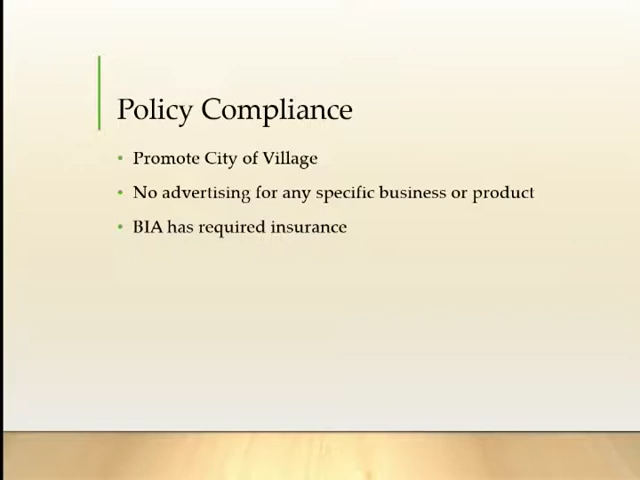 Policy Compliance
• Promote City of Village
• No advertising for any specific business or product
• BIA has required insurance